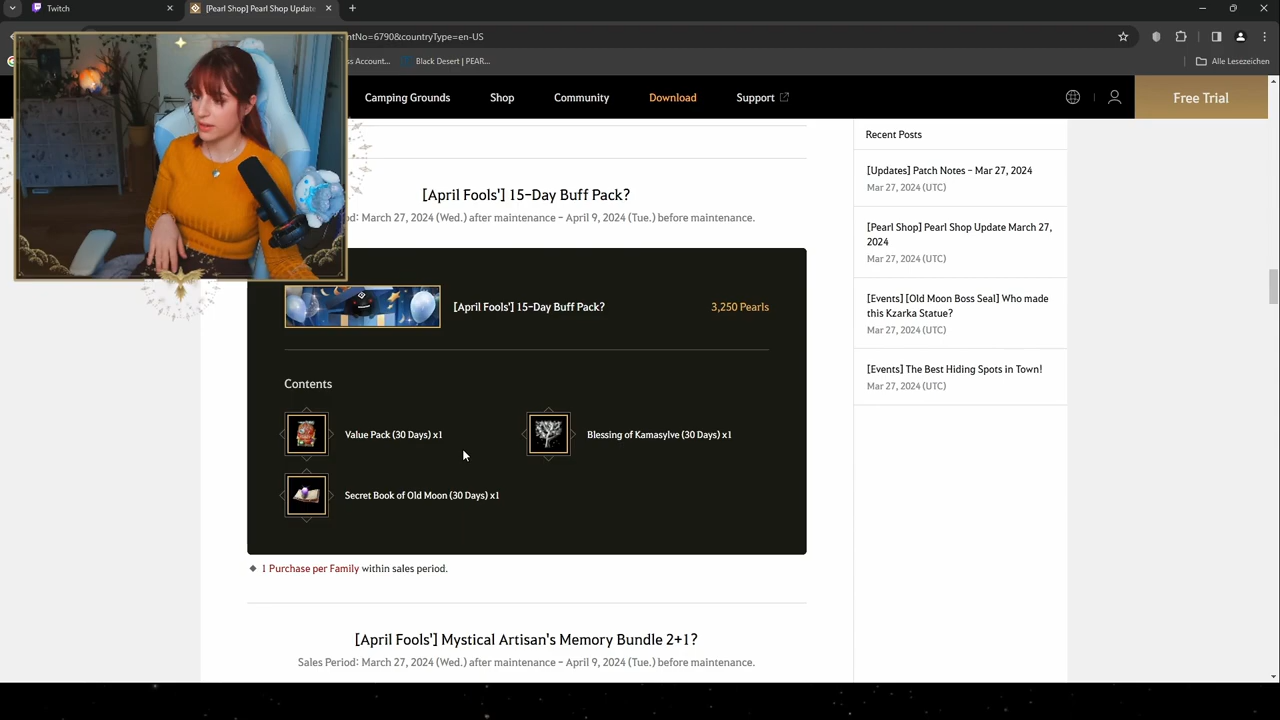 Twitch
[Pearl Shop] Pearl Shop Update
ntNo=6790&countryType=en-US
ss Account...
Black Desert | PEAR...
Alle Lesezeichen
Camping Grounds
Shop
Community
Download
Support
Free Trial
[April Fools'] 15-Day Buff Pack?
od: March 27, 2024 (Wed.) after maintenance - April 9, 2024 (Tue.) before maintenance.
[April Fools'] 15-Day Buff Pack?
3,250 Pearls
Contents
Value Pack (30 Days) x1
Blessing of Kamasylve (30 Days) x1
Secret Book of Old Moon (30 Days) x1
◆ 1 Purchase per Family within sales period.
[April Fools'] Mystical Artisan's Memory Bundle 2+1?
Sales Period: March 27, 2024 (Wed.) after maintenance - April 9, 2024 (Tue.) before maintenance.
Recent Posts
[Updates] Patch Notes - Mar 27, 2024
Mar 27, 2024 (UTC)
[Pearl Shop] Pearl Shop Update March 27,
2024
Mar 27, 2024 (UTC)
[Events] [Old Moon Boss Seal] Who made
this Kzarka Statue?
Mar 27, 2024 (UTC)
[Events] The Best Hiding Spots in Town!
Mar 27, 2024 (UTC)